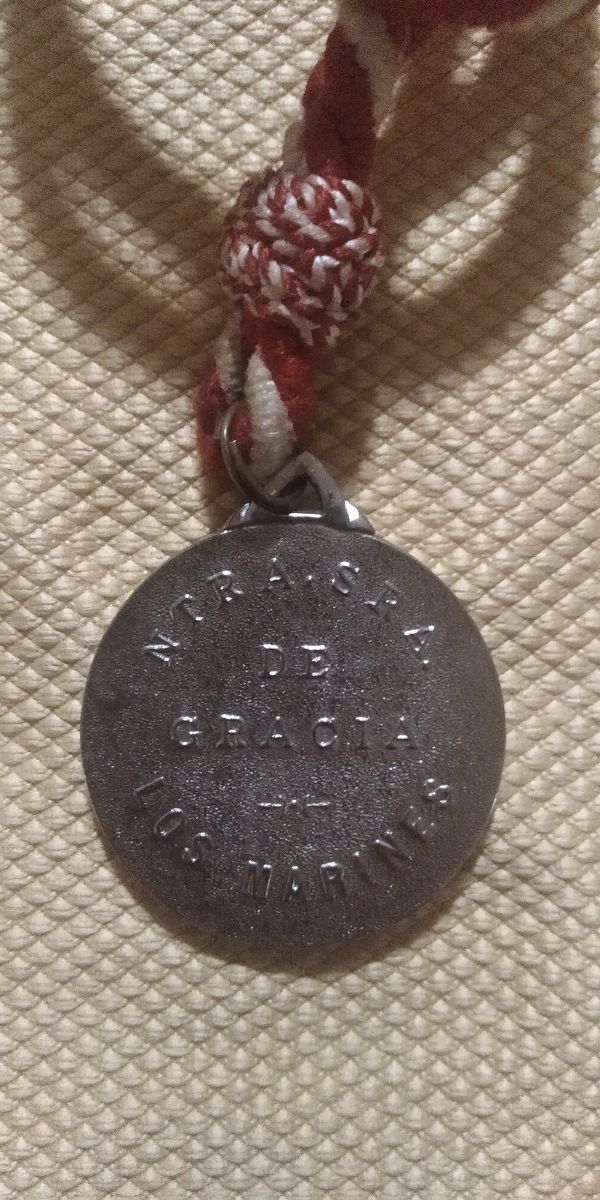 NTRA. SRA.
DE
GRACIA
LOS MARINES